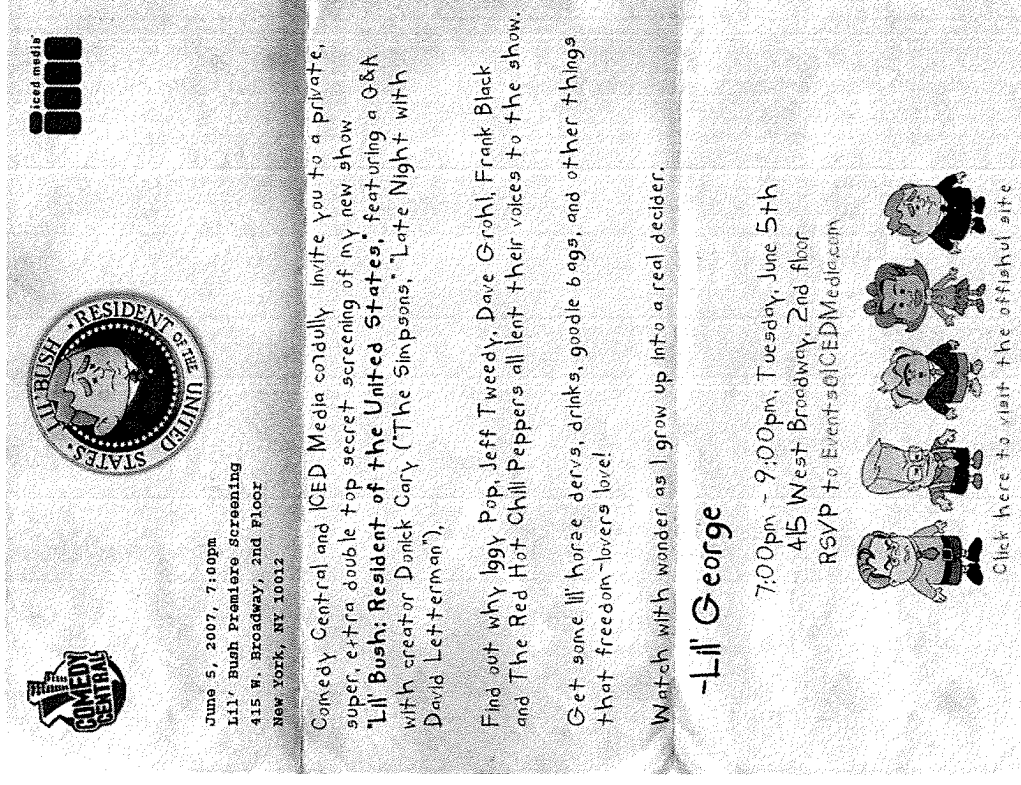 COMEDY CENTRAL
LIL' BUSH · RESIDENT OF THE UNITED STATES ·
iced media
June 5, 2007, 7:00pm
Lil' Bush Premiere Screening
415 W. Broadway, 2nd Floor
New York, NY 10012
Comedy Central and ICED Media cordully invite you to a private,
super, extra double top secret screening of my new show
"Lil' Bush: Resident of the United States," featuring a Q&A
with creator Donick Cary ("The Simpsons," "Late Night with
David Letterman"),
Find out why Iggy Pop, Jeff Tweedy, Dave Grohl, Frank Black
and The Red Hot Chili Peppers all lent their voices to the show.
Get some lil' horze dervs, drinks, goodie bags, and other things
that freedom-lovers love!
Watch with wonder as I grow up into a real decider.
-Lil' George
7:00pm - 9:00pm, Tuesday, June 5th
415 West Broadway, 2nd floor
RSVP to Events@ICEDMedia.com
Click here to visit the offishul site